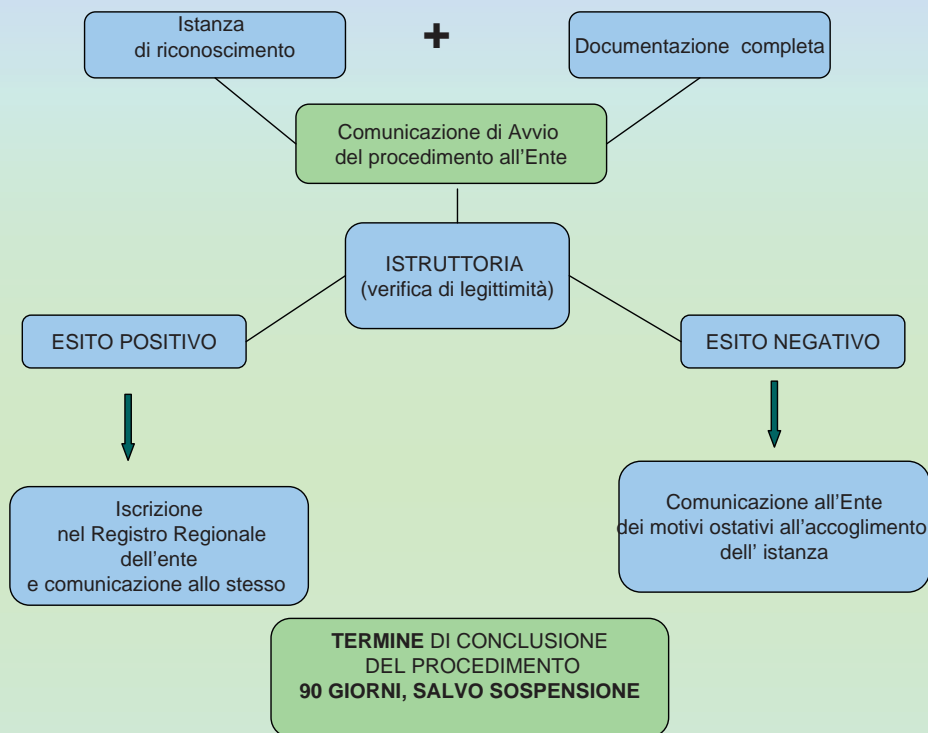 Istanza
di riconoscimento
+
Documentazione completa
Comunicazione di Avvio
del procedimento all'Ente
ISTRUTTORIA
(verifica di legittimità)
ESITO POSITIVO
ESITO NEGATIVO
Iscrizione
nel Registro Regionale
dell'ente
e comunicazione allo stesso
Comunicazione all'Ente
dei motivi ostativi all'accoglimento
dell' istanza
TERMINE DI CONCLUSIONE
DEL PROCEDIMENTO
90 GIORNI, SALVO SOSPENSIONE